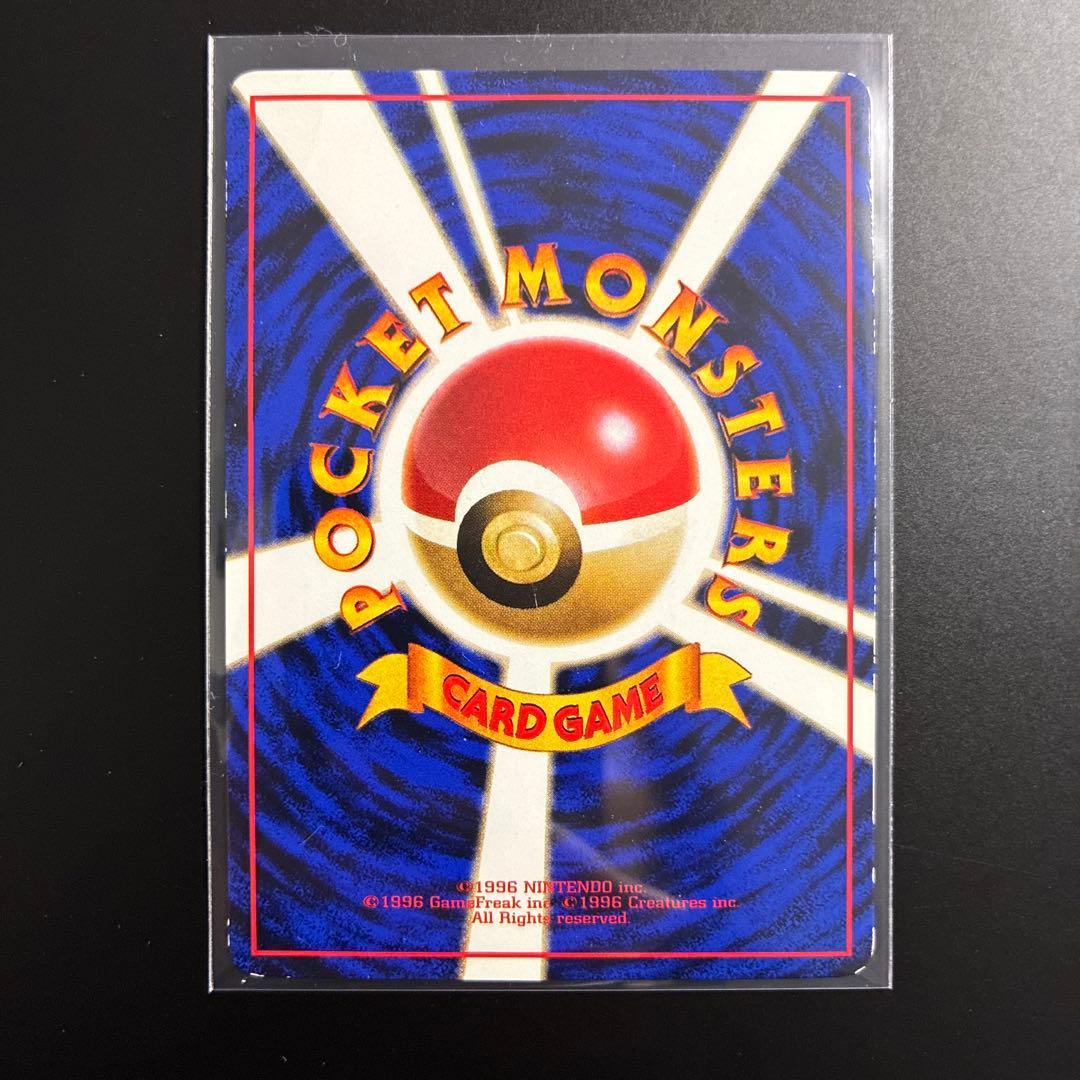 POCKET MONSTERS
CARD GAME
©1996 NINTENDO inc.
©1996 GameFreak inc. ©1996 Creatures inc.
All Rights reserved.